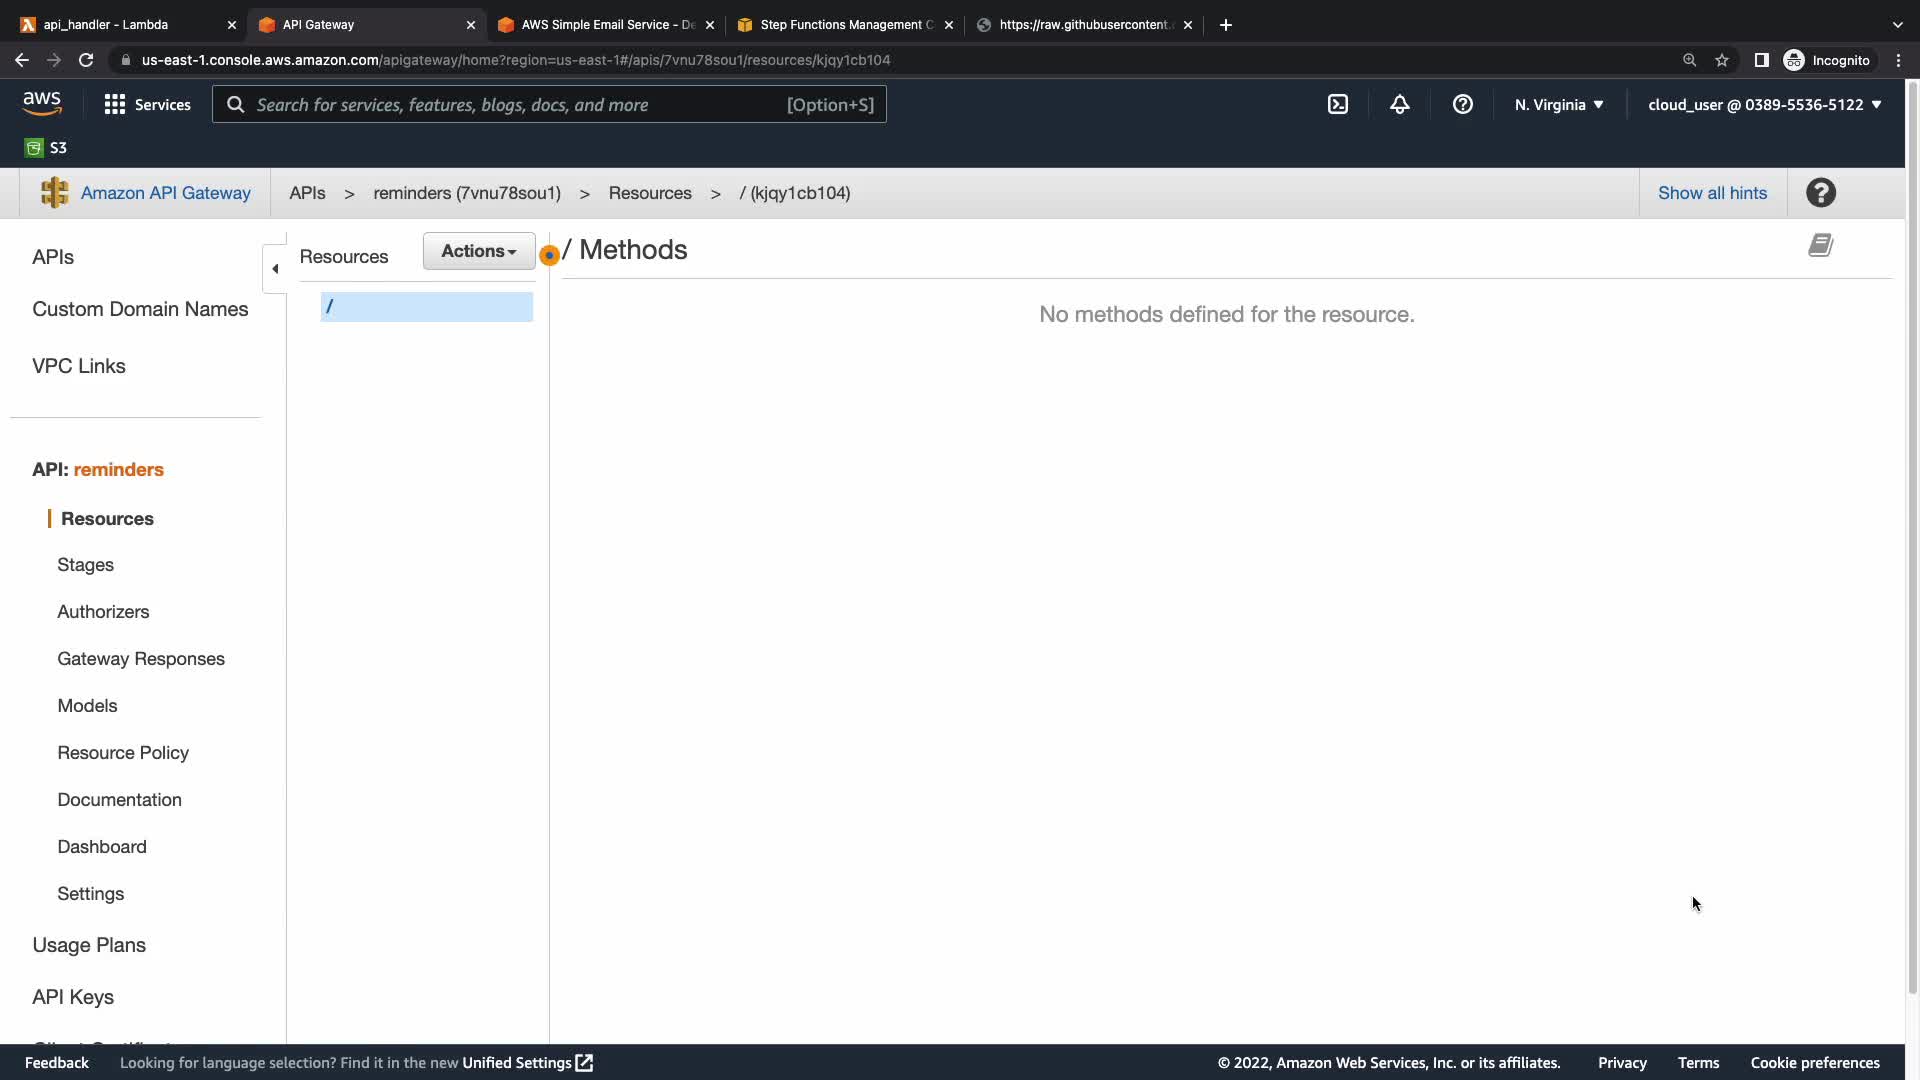 api_handler - Lambda
API Gateway
AWS Simple Email Service - De
Step Functions Management C
https://raw.githubusercontent.
us-east-1.console.aws.amazon.com/apigateway/home?region=us-east-1#/apis/7vnu78sou1/resources/kjqy1cb104
Incognito
aws
Services
Search for services, features, blogs, docs, and more
[Option+S]
N. Virginia
cloud_user @ 0389-5536-5122
S3
Amazon API Gateway
APIs > reminders (7vnu78sou1) > Resources > / (kjqy1cb104)
Show all hints
APIs
Custom Domain Names
VPC Links
API: reminders
Resources
Stages
Authorizers
Gateway Responses
Models
Resource Policy
Documentation
Dashboard
Settings
Usage Plans
API Keys
Resources
Actions
/
/ Methods
No methods defined for the resource.
Feedback
Looking for language selection? Find it in the new Unified Settings
© 2022, Amazon Web Services, Inc. or its affiliates.
Privacy
Terms
Cookie preferences